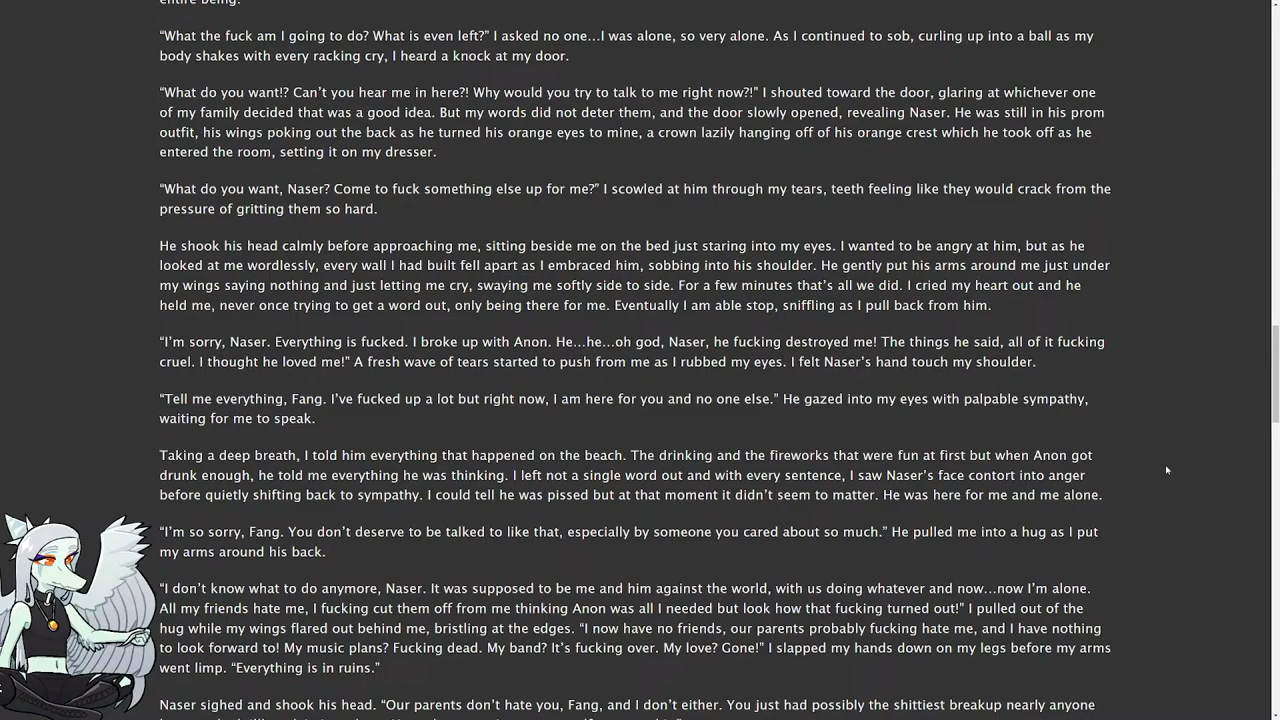 entire being.
“What the fuck am I going to do? What is even left?” I asked no one…I was alone, so very alone. As I continued to sob, curling up into a ball as my
body shakes with every racking cry, I heard a knock at my door.
“What do you want!? Can’t you hear me in here?! Why would you try to talk to me right now?!” I shouted toward the door, glaring at whichever one
of my family decided that was a good idea. But my words did not deter them, and the door slowly opened, revealing Naser. He was still in his prom
outfit, his wings poking out the back as he turned his orange eyes to mine, a crown lazily hanging off of his orange crest which he took off as he
entered the room, setting it on my dresser.
“What do you want, Naser? Come to fuck something else up for me?” I scowled at him through my tears, teeth feeling like they would crack from the
pressure of gritting them so hard.
He shook his head calmly before approaching me, sitting beside me on the bed just staring into my eyes. I wanted to be angry at him, but as he
looked at me wordlessly, every wall I had built fell apart as I embraced him, sobbing into his shoulder. He gently put his arms around me just under
my wings saying nothing and just letting me cry, swaying me softly side to side. For a few minutes that’s all we did. I cried my heart out and he
held me, never once trying to get a word out, only being there for me. Eventually I am able stop, sniffling as I pull back from him.
“I’m sorry, Naser. Everything is fucked. I broke up with Anon. He…he…oh god, Naser, he fucking destroyed me! The things he said, all of it fucking
cruel. I thought he loved me!” A fresh wave of tears started to push from me as I rubbed my eyes. I felt Naser’s hand touch my shoulder.
“Tell me everything, Fang. I’ve fucked up a lot but right now, I am here for you and no one else.” He gazed into my eyes with palpable sympathy,
waiting for me to speak.
Taking a deep breath, I told him everything that happened on the beach. The drinking and the fireworks that were fun at first but when Anon got
drunk enough, he told me everything he was thinking. I left not a single word out and with every sentence, I saw Naser’s face contort into anger
before quietly shifting back to sympathy. I could tell he was pissed but at that moment it didn’t seem to matter. He was here for me and me alone.
“I’m so sorry, Fang. You don’t deserve to be talked to like that, especially by someone you cared about so much.” He pulled me into a hug as I put
my arms around his back.
“I don’t know what to do anymore, Naser. It was supposed to be me and him against the world, with us doing whatever and now…now I’m alone.
All my friends hate me, I fucking cut them off from me thinking Anon was all I needed but look how that fucking turned out!” I pulled out of the
hug while my wings flared out behind me, bristling at the edges. “I now have no friends, our parents probably fucking hate me, and I have nothing
to look forward to! My music plans? Fucking dead. My band? It’s fucking over. My love? Gone!” I slapped my hands down on my legs before my arms
went limp. “Everything is in ruins.”
Naser sighed and shook his head. “Our parents don’t hate you, Fang, and I don’t either. You just had possibly the shittiest breakup nearly anyone